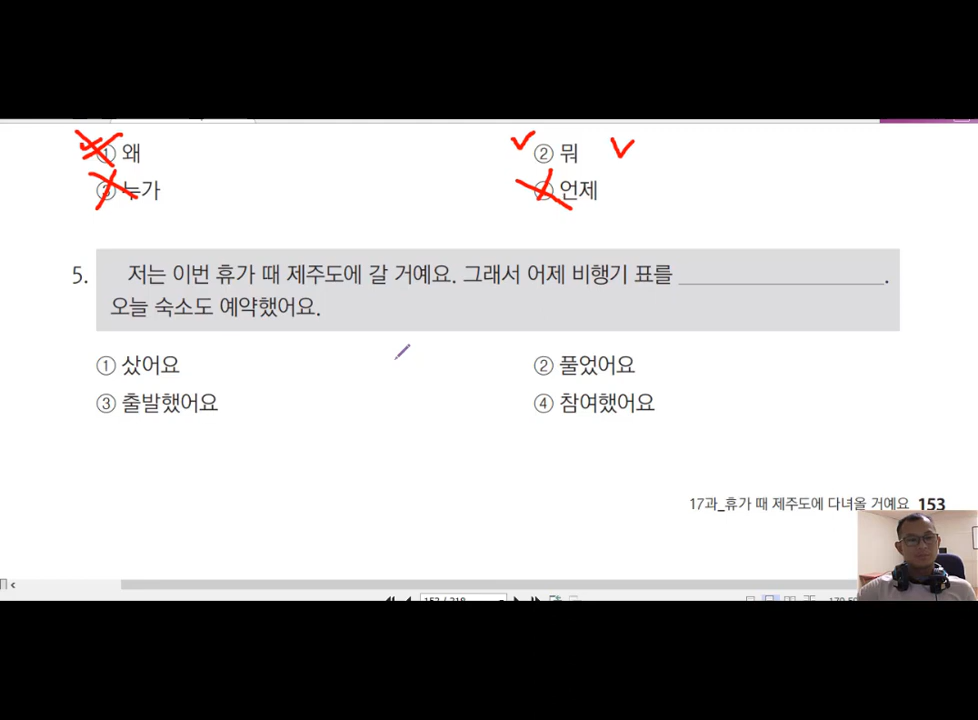 ① 왜 ② 뭐
③ 누가 ④ 언제
5. 저는 이번 휴가 때 제주도에 갈 거예요. 그래서 어제 비행기 표를 ____________________.
오늘 숙소도 예약했어요.
① 샀어요 ② 풀었어요
③ 출발했어요 ④ 참여했어요
17과_휴가 때 제주도에 다녀올 거예요 153